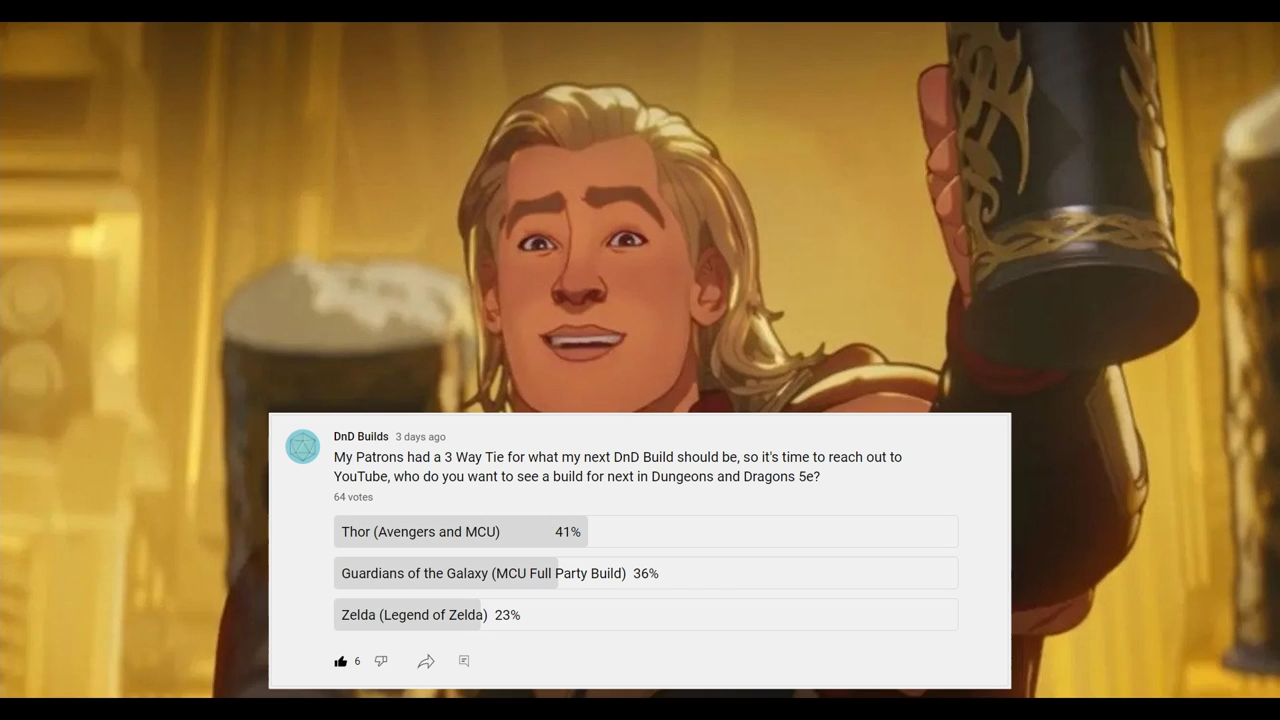 DnD Builds 3 days ago
My Patrons had a 3 Way Tie for what my next DnD Build should be, so it's time to reach out to
YouTube, who do you want to see a build for next in Dungeons and Dragons 5e?
64 votes
Thor (Avengers and MCU) 41%
Guardians of the Galaxy (MCU Full Party Build) 36%
Zelda (Legend of Zelda) 23%
6